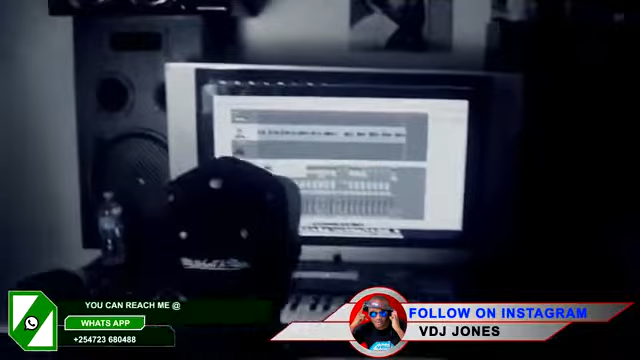 YOU CAN REACH ME @
WHATS APP
+254723 680488
FOLLOW ON INSTAGRAM
VDJ JONES